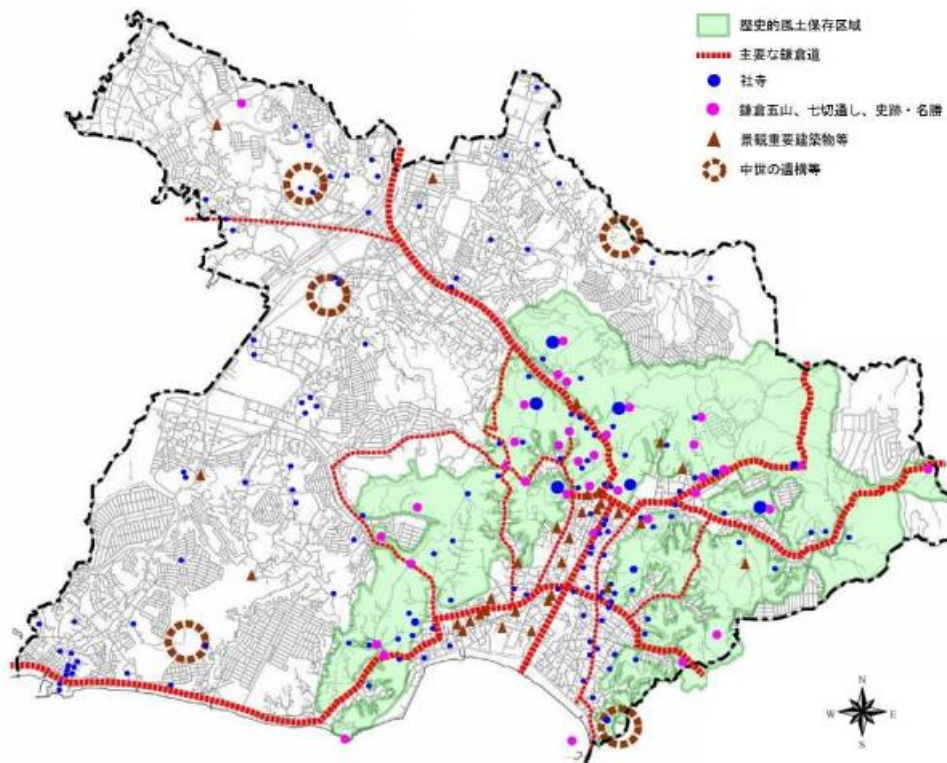 歴史的風土保存区域
主要な鎌倉道
社寺
鎌倉五山、七切通し、史跡・名勝
景観重要建築物等
中世の遺構等
N
W E
S